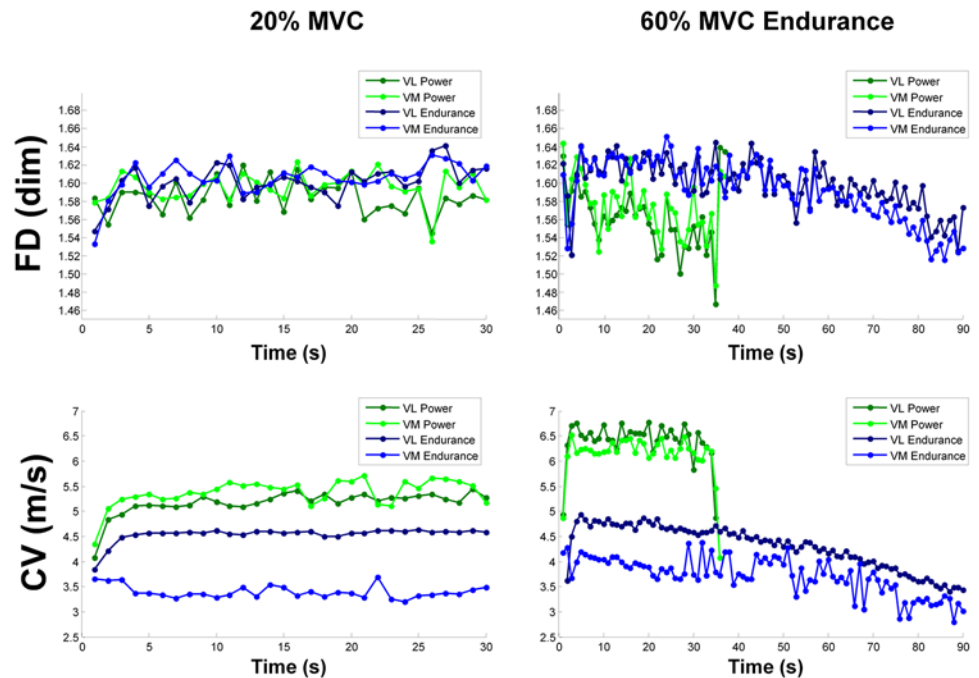 20% MVC
60% MVC Endurance
VL Power
VM Power
VL Endurance
VM Endurance
1.68
1.66
1.64
1.62
1.60
1.58
1.56
1.54
1.52
1.50
1.48
1.46
FD (dim)
0 5 10 15 20 25 30
Time (s)
VL Power
VM Power
VL Endurance
VM Endurance
1.68
1.66
1.64
1.62
1.60
1.58
1.56
1.54
1.52
1.50
1.48
1.46
0 10 20 30 40 50 60 70 80 90
Time (s)
VL Power
VM Power
VL Endurance
VM Endurance
7
6.5
6
5.5
5
4.5
4
3.5
3
2.5
CV (m/s)
0 5 10 15 20 25 30
Time (s)
VL Power
VM Power
VL Endurance
VM Endurance
7
6.5
6
5.5
5
4.5
4
3.5
3
2.5
0 10 20 30 40 50 60 70 80 90
Time (s)